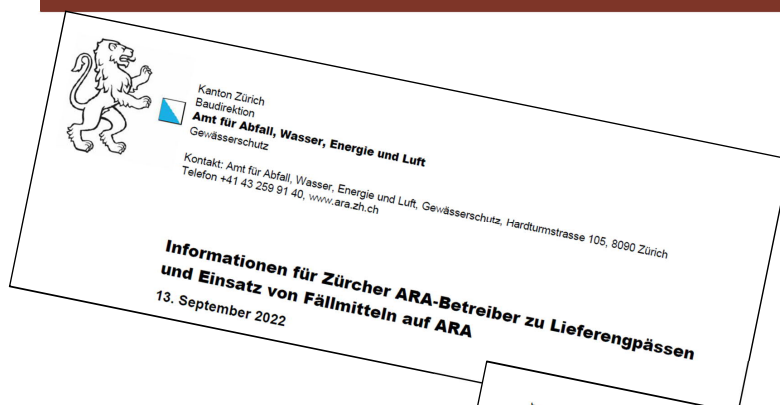 Kanton Zürich
Baudirektion
Amt für Abfall, Wasser, Energie und Luft
Gewässerschutz
Kontakt: Amt für Abfall, Wasser, Energie und Luft, Gewässerschutz, Hardturmstrasse 105, 8090 Zürich
Telefon +41 43 259 91 40, www.ara.zh.ch
Informationen für Zürcher ARA-Betreiber zu Lieferengpässen
und Einsatz von Fällmitteln auf ARA
13. September 2022